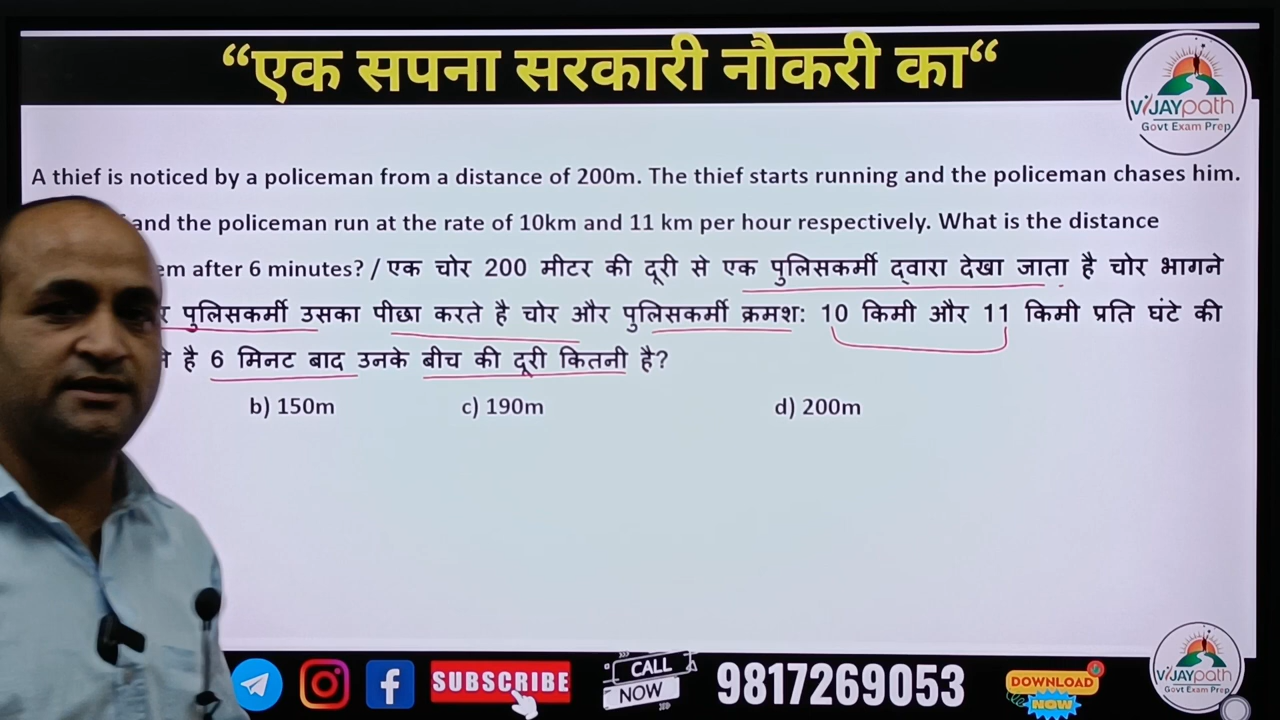 “एक सपना सरकारी नौकरी का“
VIJAYpath
Govt Exam Prep
A thief is noticed by a policeman from a distance of 200m. The thief starts running and the policeman chases him.
and the policeman run at the rate of 10km and 11 km per hour respectively. What is the distance
em after 6 minutes? / एक चोर 200 मीटर की दूरी से एक पुलिसकर्मी द्वारा देखा जाता है चोर भागने
पुलिसकर्मी उसका पीछा करते है चोर और पुलिसकर्मी क्रमश: 10 किमी और 11 किमी प्रति घंटे की
है 6 मिनट बाद उनके बीच की दूरी कितनी है?
b) 150m c) 190m d) 200m
SUBSCRIBE
CALL NOW
9817269053
DOWNLOAD NOW
VIJAYpath
Govt Exam Prep